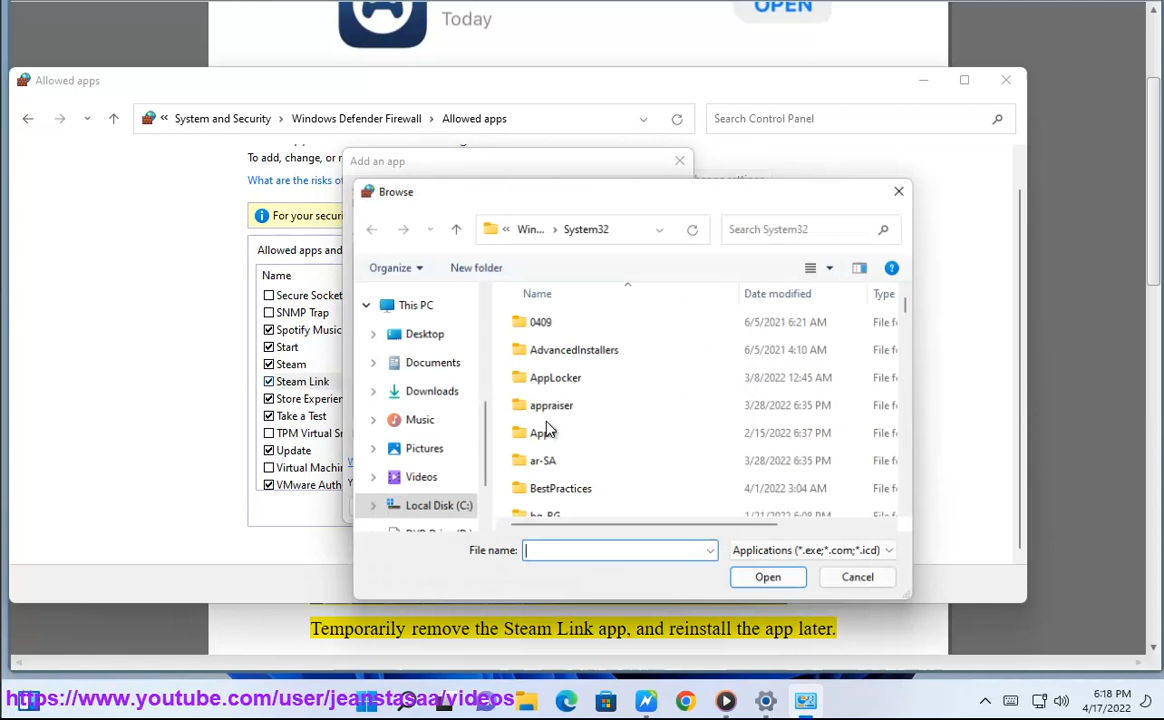 Today
OPEN
Allowed apps
« System and Security > Windows Defender Firewall > Allowed apps
Search Control Panel
To add, change, or r
What are the risks of
For your securi
Allowed apps and
Name
Secure Socket
SNMP Trap
Spotify Music
Start
Steam
Steam Link
Store Experien
Take a Test
TPM Virtual Sr
Update
Virtual Machin
VMware Auth
Add an app
Browse
« Win... > System32
Search System32
Organize
New folder
This PC
Desktop
Documents
Downloads
Music
Pictures
Videos
Local Disk (C:)
Name Date modified Type
0409 6/5/2021 6:21 AM File f
AdvancedInstallers 6/5/2021 4:10 AM File f
AppLocker 3/8/2022 12:45 AM File f
appraiser 3/28/2022 6:35 PM File f
2/15/2022 6:37 PM File f
ar-SA 3/28/2022 6:35 PM File f
BestPractices 4/1/2022 3:04 AM File f
File name:
Applications (*.exe;*.com;*.icd)
Open
Cancel
Temporarily remove the Steam Link app, and reinstall the app later.
https://www.youtube.com/user/jeanstasaa/videos
6:18 PM
4/17/2022